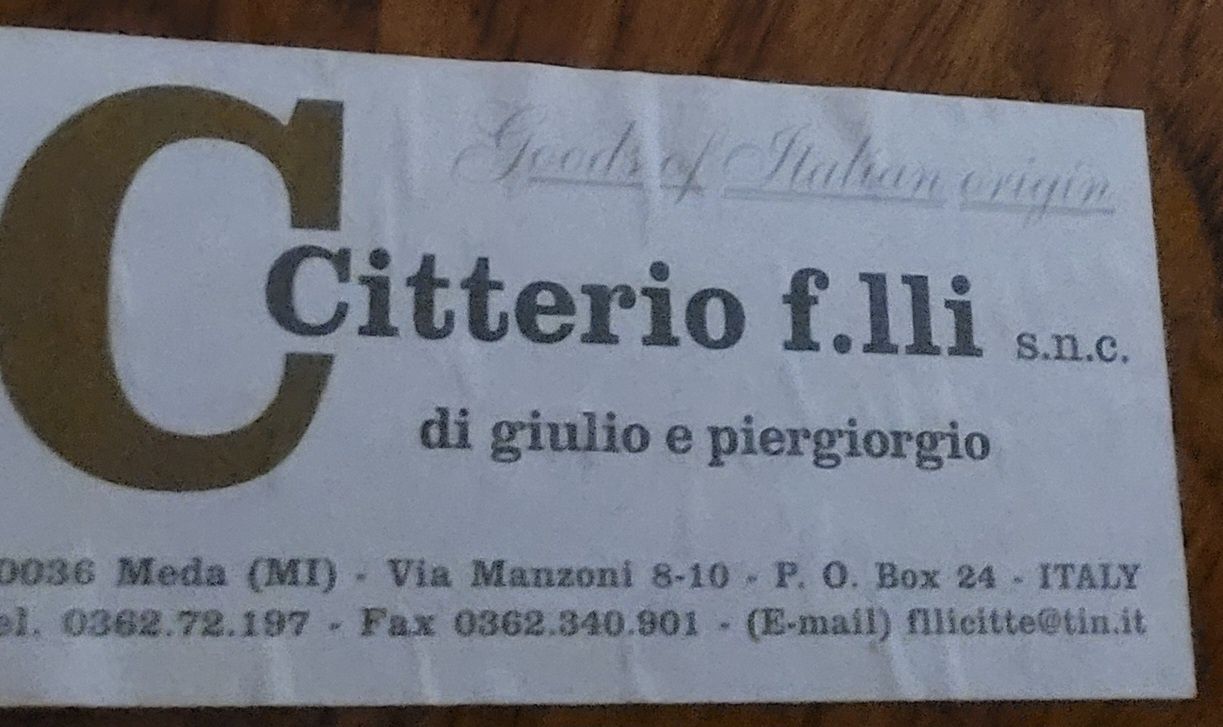 Goods of Italian origin
C
Citterio f.lli s.n.c.
di giulio e piergiorgio
0036 Meda (MI) - Via Manzoni 8-10 - P. O. Box 24 - ITALY
el. 0362.72.197 - Fax 0362.340.901 - (E-mail) fllicitte@tin.it